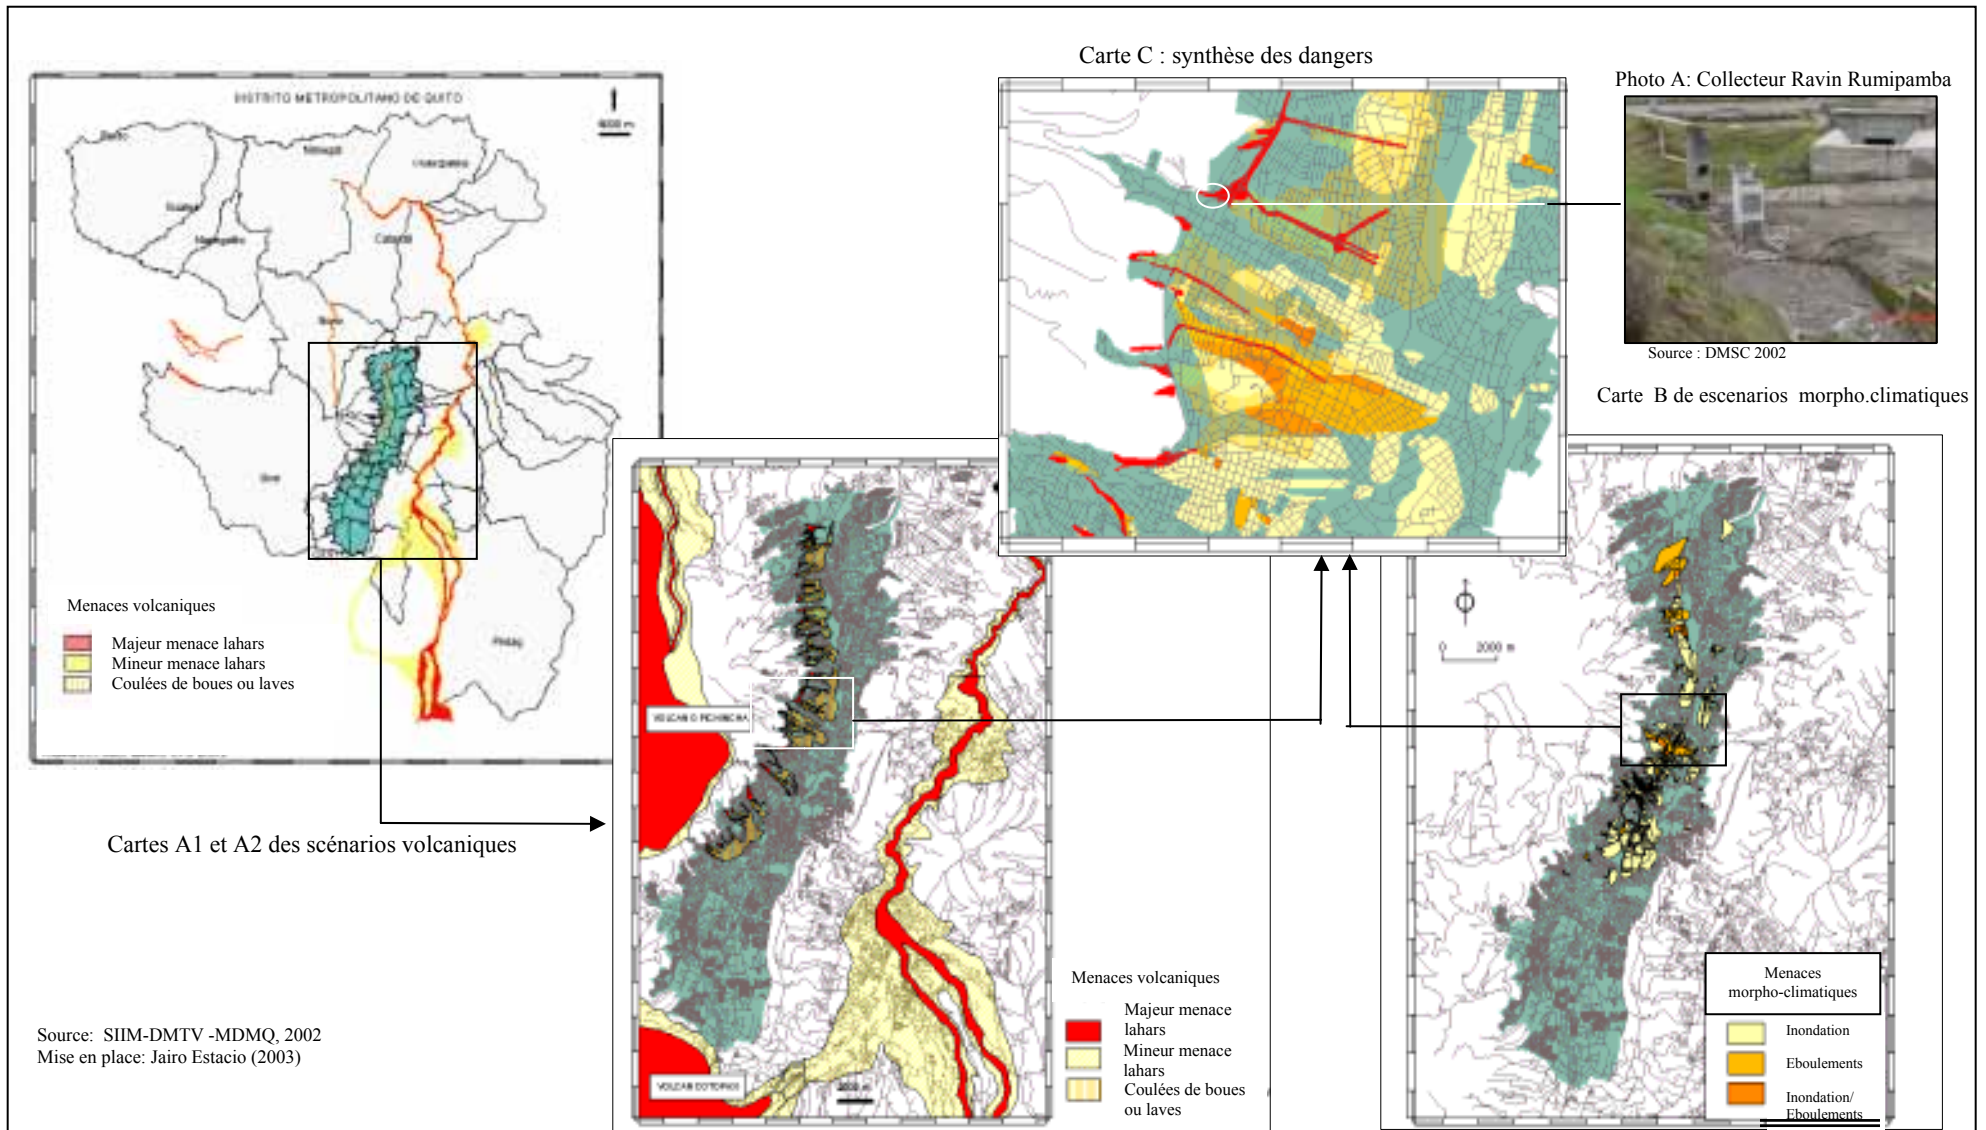 Carte C : synthèse des dangers
Photo A: Collecteur Ravin Rumipamba
Source : DMSC 2002
Carte B de escenarios morpho.climatiques
DISTRITO METROPOLITANO DE QUITO
Menaces volcaniques
Majeur menace lahars
Mineur menace lahars
Coulées de boues ou laves
Cartes A1 et A2 des scénarios volcaniques
Source: SIIM-DMTV -MDMQ, 2002
Mise en place: Jairo Estacio (2003)
VOLCAN PICHINCHA
VOLCAN COTOPAXI
Menaces volcaniques
Majeur menace
lahars
Mineur menace
lahars
Coulées de boues
ou laves
0 2000 m
Menaces
morpho-climatiques
Inondation
Eboulements
Inondation/
Eboulements